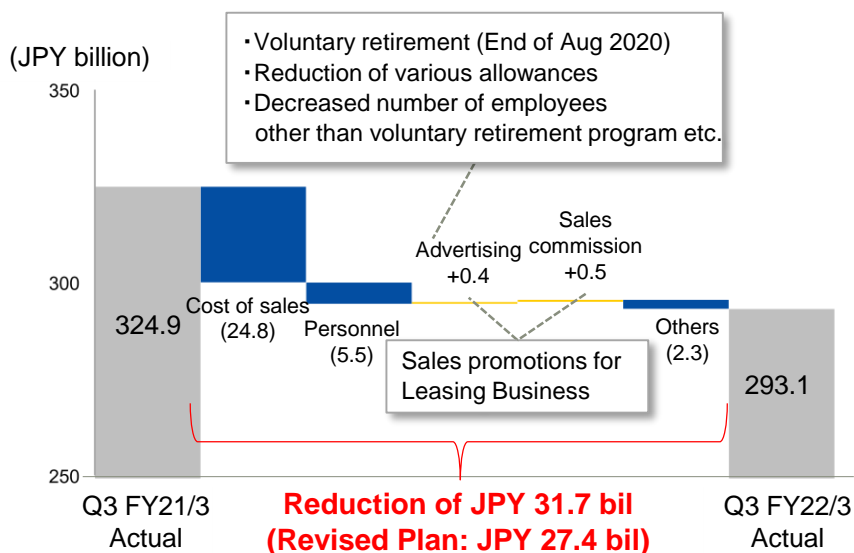 (JPY billion)
・Voluntary retirement (End of Aug 2020)
・Reduction of various allowances
・Decreased number of employees
other than voluntary retirement program etc.
350
300
250
324.9
Cost of sales
(24.8)
Personnel
(5.5)
Advertising
+0.4
Sales
commission
+0.5
Others
(2.3)
293.1
Sales promotions for
Leasing Business
Q3 FY21/3
Actual
Reduction of JPY 31.7 bil
(Revised Plan: JPY 27.4 bil)
Q3 FY22/3
Actual